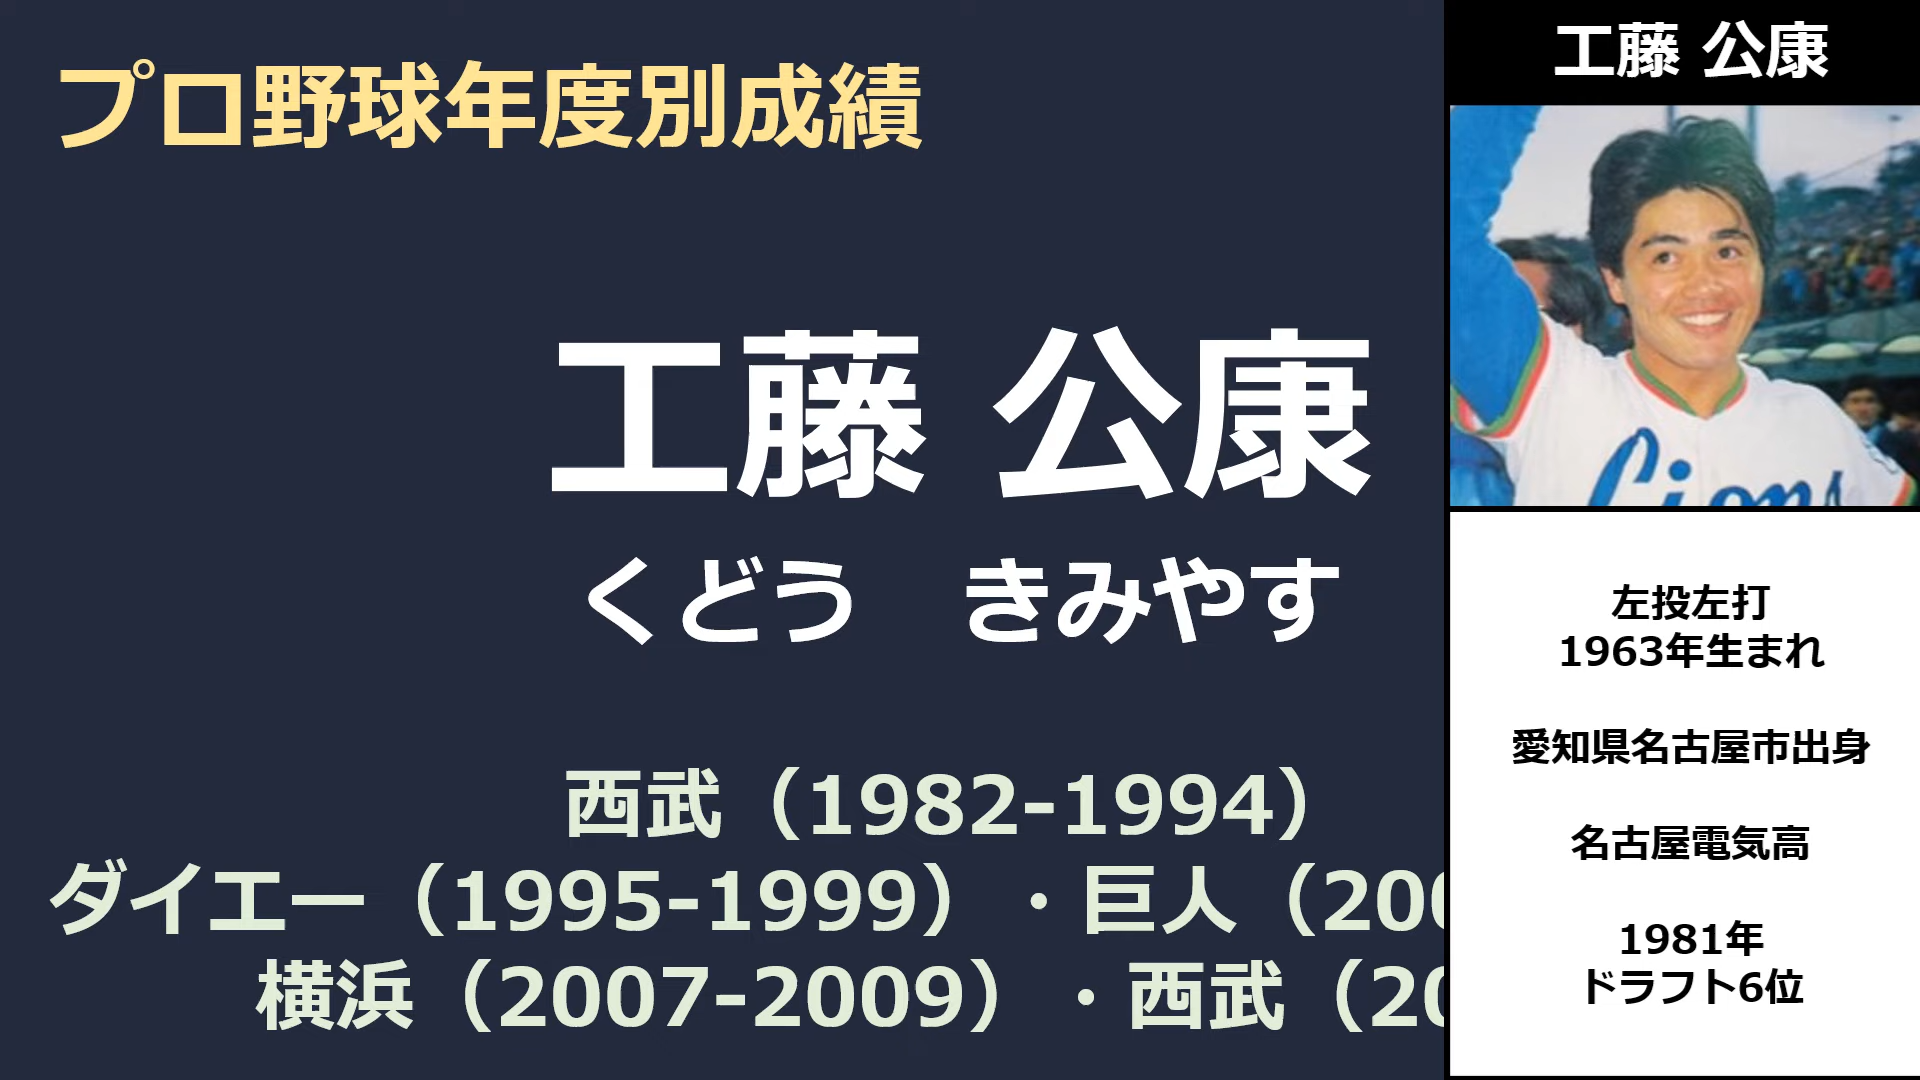 プロ野球年度別成績
工藤 公康
くどう　きみやす
西武（1982-1994）
ダイエー（1995-1999）・巨人（200
横浜（2007-2009）・西武（20
工藤 公康
Lions
左投左打
1963年生まれ
愛知県名古屋市出身
名古屋電気高
1981年
ドラフト6位